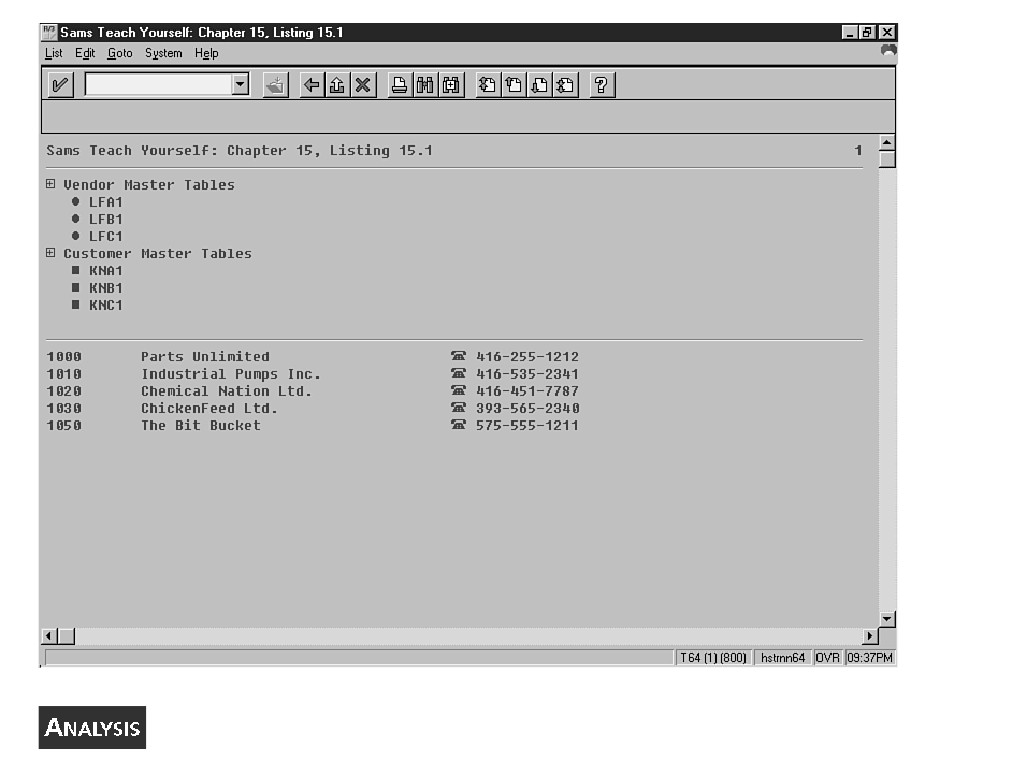 Sams Teach Yourself: Chapter 15, Listing 15.1
List Edit Goto System Help
Sams Teach Yourself: Chapter 15, Listing 15.1 1
Vendor Master Tables
LFA1
LFB1
LFC1
Customer Master Tables
KNA1
KNB1
KNC1
1000 Parts Unlimited 416-255-1212
1010 Industrial Pumps Inc. 416-535-2341
1020 Chemical Nation Ltd. 416-451-7787
1030 ChickenFeed Ltd. 393-565-2340
1050 The Bit Bucket 575-555-1211
T64 (1) (800) hstrnn64 OVR 09:37PM
ANALYSIS